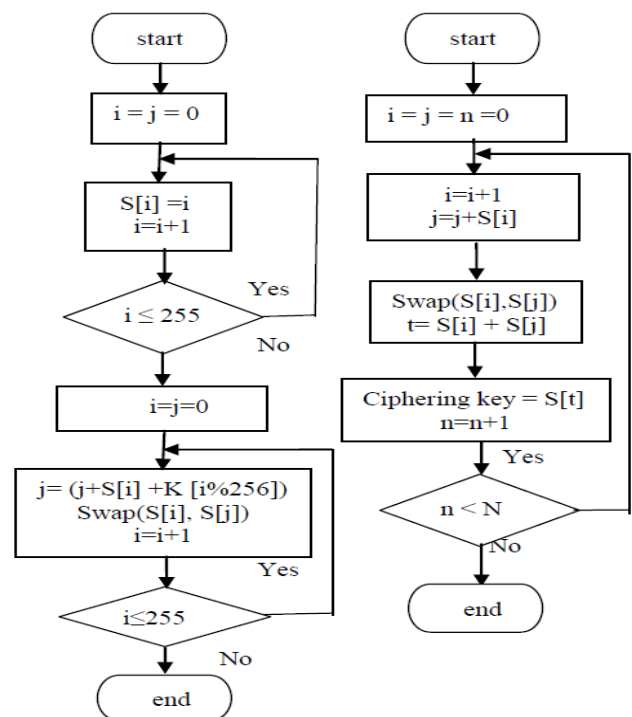 start
i = j = 0
S[i] =i
i=i+1
Yes
i ≤ 255
No
i=j=0
j= (j+S[i] +K [i%256])
Swap(S[i], S[j])
i=i+1
Yes
i≤255
No
end
start
i = j = n =0
i=i+1
j=j+S[i]
Swap(S[i],S[j])
t= S[i] + S[j]
Ciphering key = S[t]
n=n+1
Yes
n < N
No
end